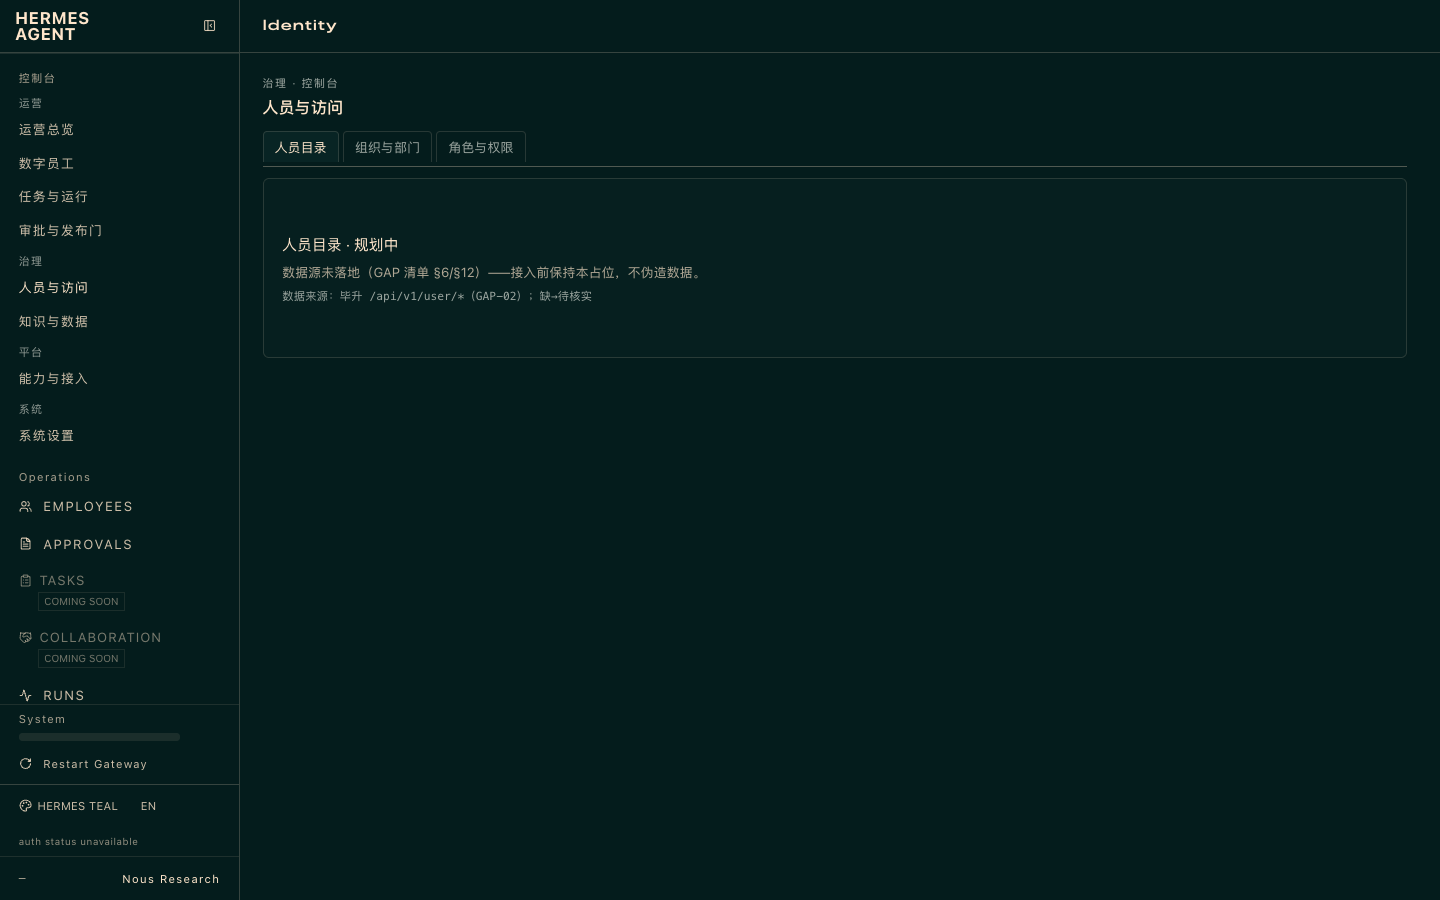 HERMES
AGENT
控制台
运营
运营总览
数字员工
任务与运行
审批与发布门
治理
人员与访问
知识与数据
平台
能力与接入
系统
系统设置
Operations
EMPLOYEES
APPROVALS
TASKS
COMING SOON
COLLABORATION
COMING SOON
RUNS
System
Restart Gateway
HERMES TEAL EN
auth status unavailable
— Nous Research
Identity
治理 · 控制台
人员与访问
人员目录 组织与部门 角色与权限
人员目录 · 规划中
数据源未落地（GAP 清单 §6/§12）——接入前保持本占位，不伪造数据。
数据来源: 毕升 /api/v1/user/*（GAP-02）; 缺→待核实